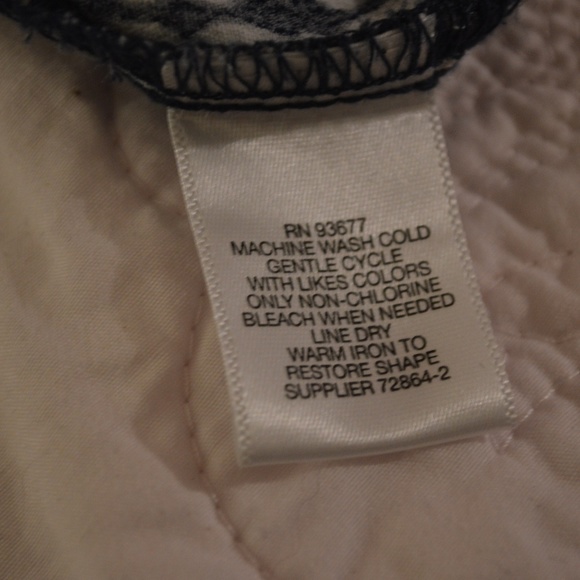 RN 93677
MACHINE WASH COLD
GENTLE CYCLE
WITH LIKES COLORS
ONLY NON-CHLORINE
BLEACH WHEN NEEDED
LINE DRY
WARM IRON TO
RESTORE SHAPE
SUPPLIER 72864-2